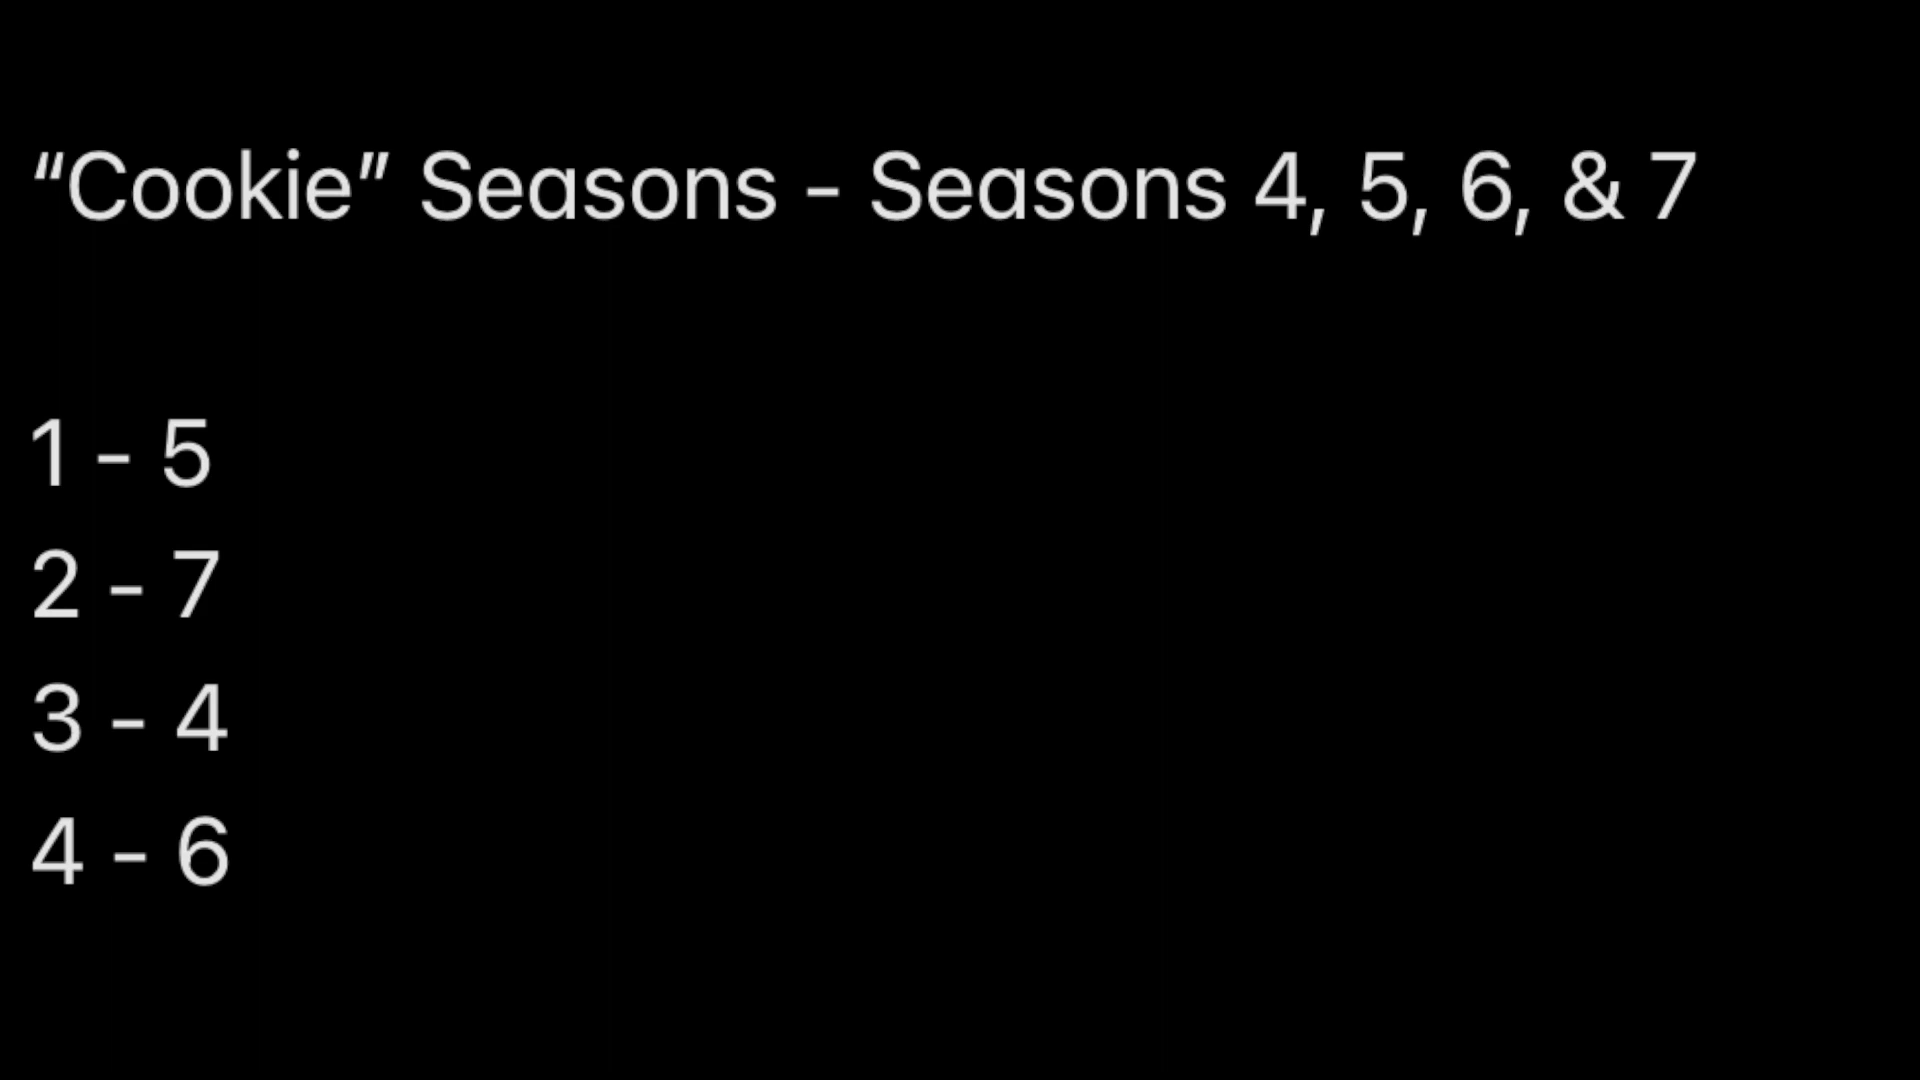 “Cookie” Seasons - Seasons 4, 5, 6, & 7
1 - 5
2 - 7
3 - 4
4 - 6